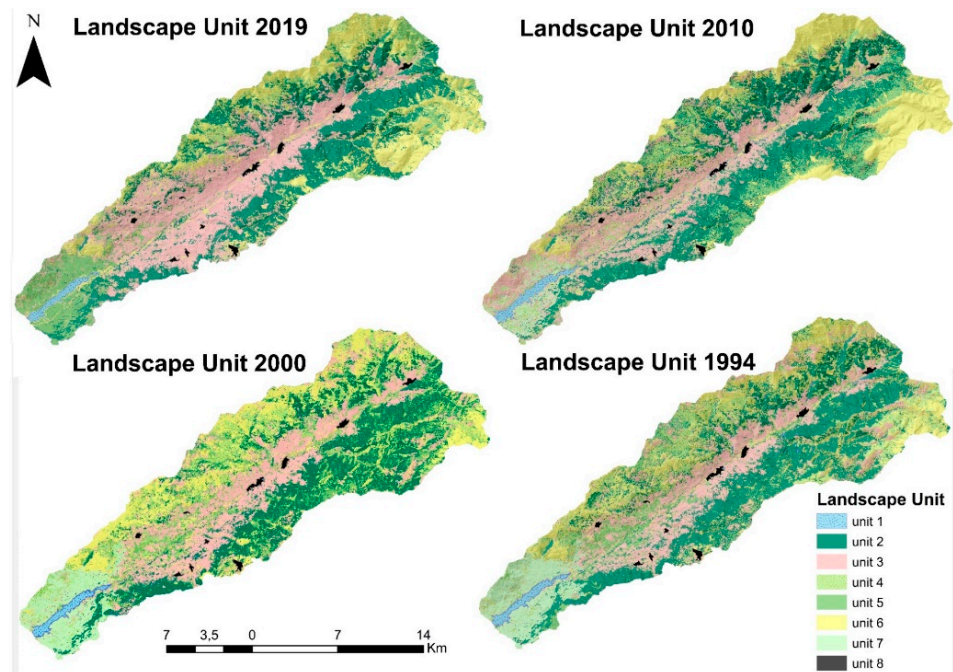 N
Landscape Unit 2019
Landscape Unit 2010
Landscape Unit 2000
Landscape Unit 1994
Landscape Unit
unit 1
unit 2
unit 3
unit 4
unit 5
unit 6
unit 7
unit 8
7 3,5 0 7 14
Km